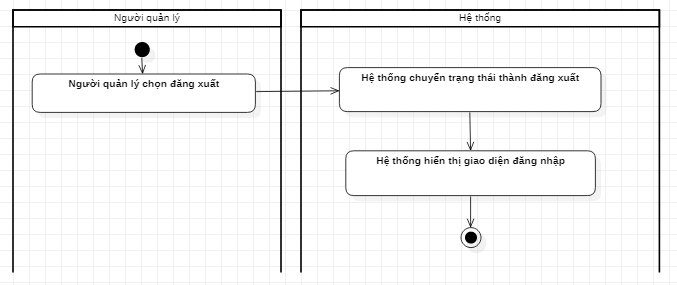 Người quản lý
Hệ thống
Người quản lý chọn đăng xuất
Hệ thống chuyển trạng thái thành đăng xuất
Hệ thống hiển thị giao diện đăng nhập